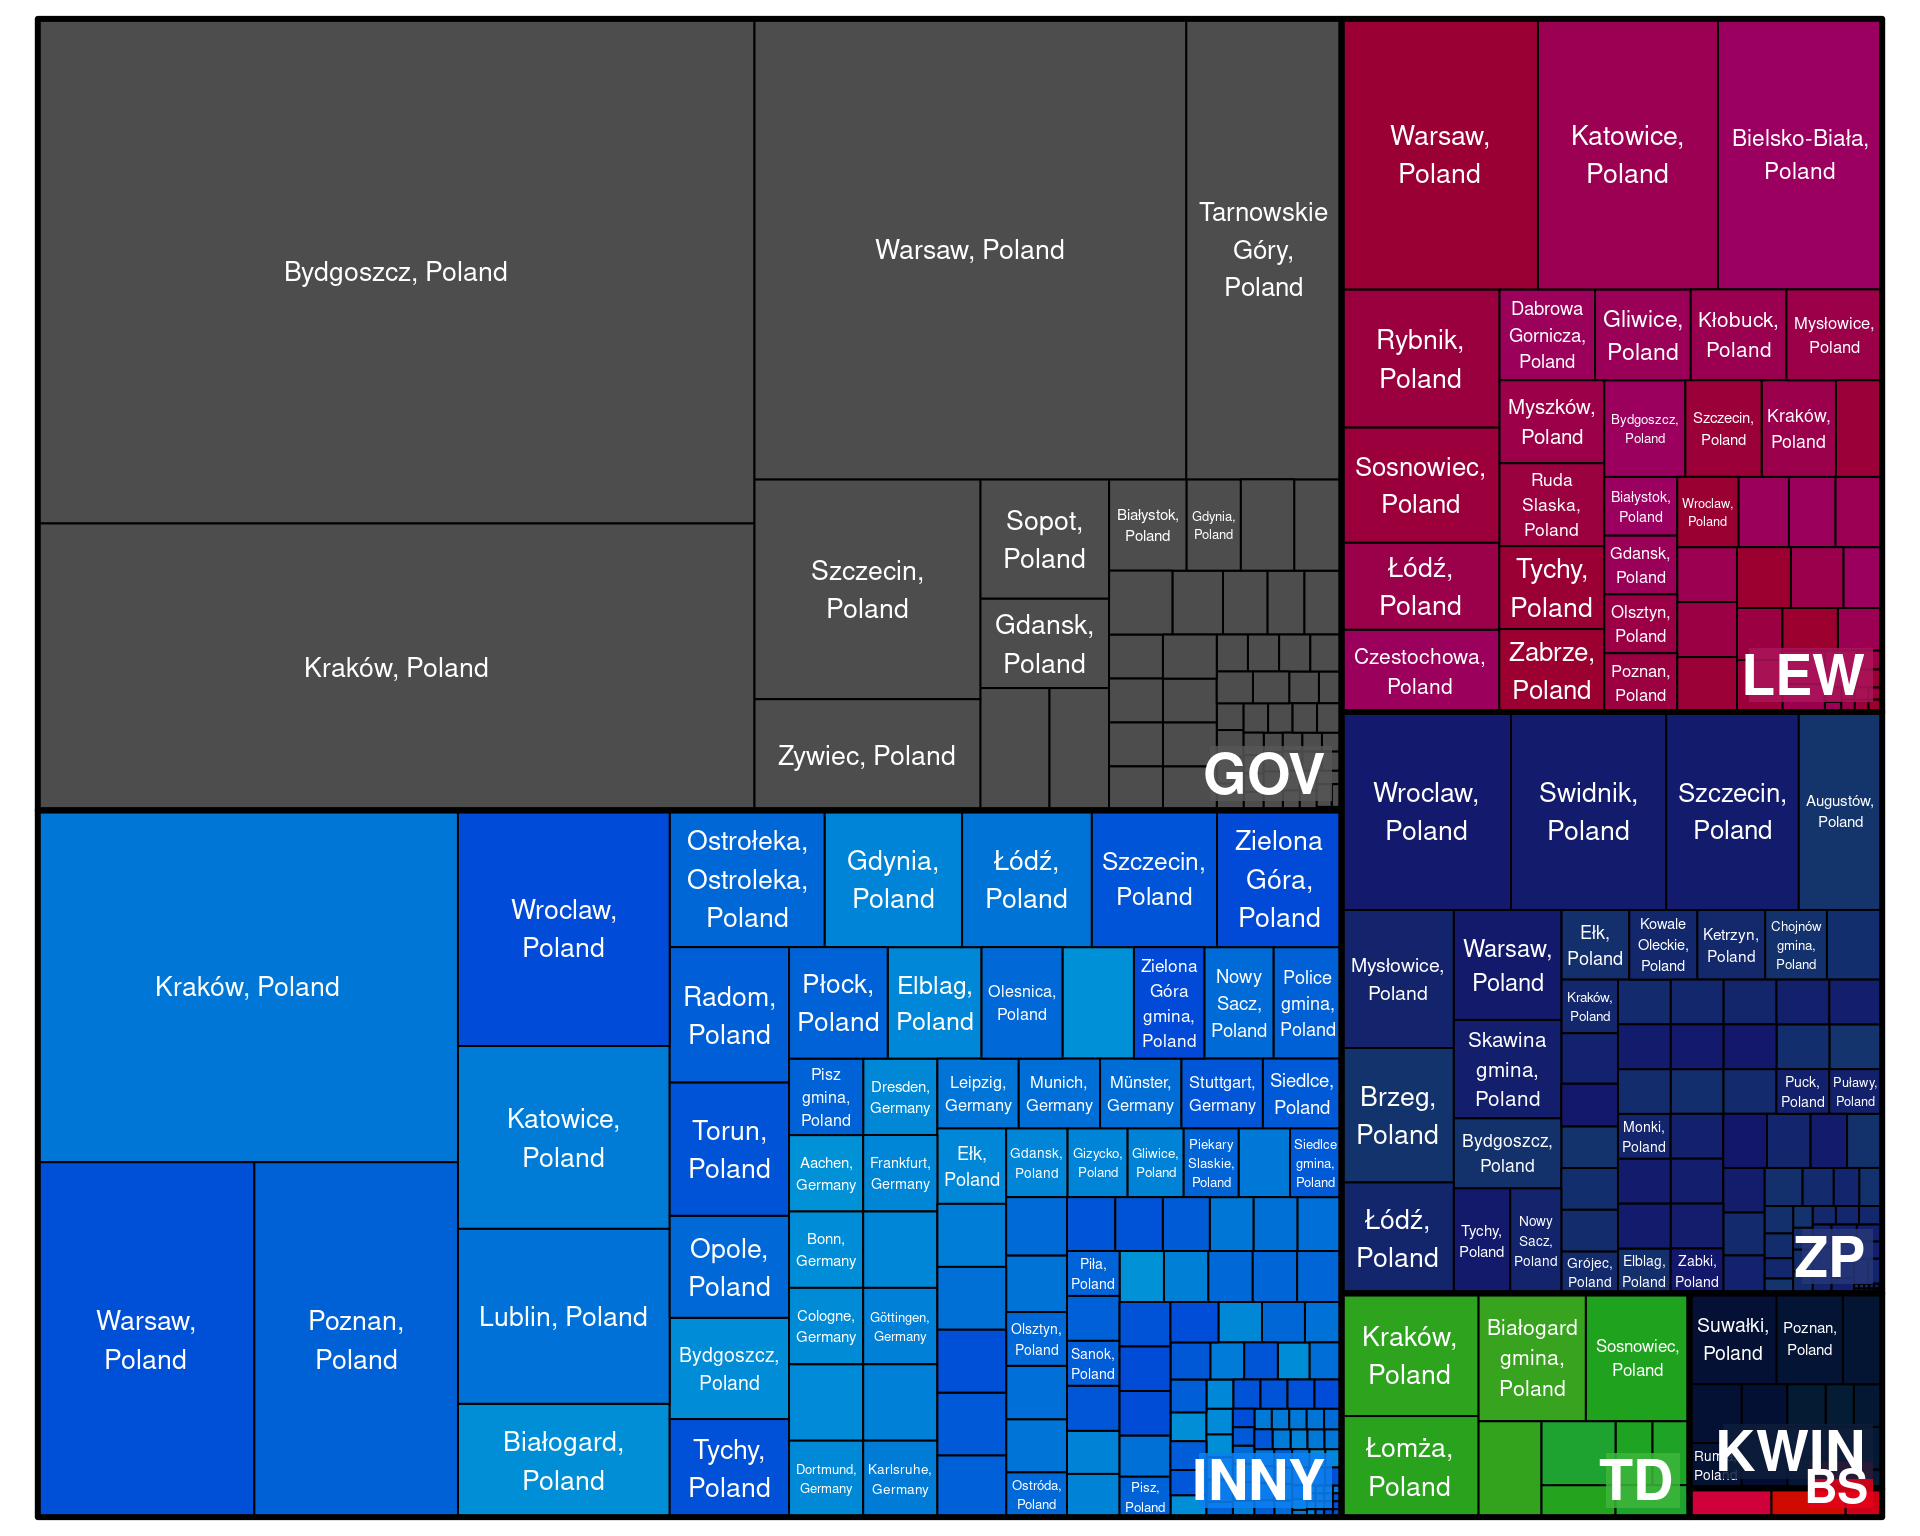 Bydgoszcz, Poland
Kraków, Poland
Warsaw, Poland
Tarnowskie
Góry,
Poland
Szczecin,
Poland
Zywiec, Poland
Sopot,
Poland
Gdansk,
Poland
Białystok,
Poland
Gdynia,
Poland
GOV
Warsaw,
Poland
Katowice,
Poland
Bielsko-Biała,
Poland
Rybnik,
Poland
Sosnowiec,
Poland
Łódź,
Poland
Czestochowa,
Poland
Dabrowa
Gornicza,
Poland
Gliwice,
Poland
Kłobuck,
Poland
Mysłowice,
Poland
Myszków,
Poland
Ruda
Slaska,
Poland
Tychy,
Poland
Zabrze,
Poland
Bydgoszcz,
Poland
Szczecin,
Poland
Kraków,
Poland
Białystok,
Poland
Wroclaw,
Poland
Gdansk,
Poland
Olsztyn,
Poland
Poznan,
Poland
LEW
Kraków, Poland
Warsaw,
Poland
Poznan,
Poland
Wroclaw,
Poland
Katowice,
Poland
Lublin, Poland
Białogard,
Poland
Ostrołeka,
Ostroleka,
Poland
Gdynia,
Poland
Łódź,
Poland
Szczecin,
Poland
Zielona
Góra,
Poland
Radom,
Poland
Torun,
Poland
Opole,
Poland
Bydgoszcz,
Poland
Tychy,
Poland
Płock,
Poland
Elblag,
Poland
Olesnica,
Poland
Zielona
Góra
gmina,
Poland
Nowy
Sacz,
Poland
Police
gmina,
Poland
Pisz
gmina,
Poland
Dresden,
Germany
Leipzig,
Germany
Munich,
Germany
Münster,
Germany
Stuttgart,
Germany
Siedlce,
Poland
Aachen,
Germany
Frankfurt,
Germany
Bonn,
Germany
Cologne,
Germany
Göttingen,
Germany
Dortmund,
Germany
Karlsruhe,
Germany
Ełk,
Poland
Gdansk,
Poland
Gizycko,
Poland
Gliwice,
Poland
Piekary
Slaskie,
Poland
Siedlce
gmina,
Poland
Piła,
Poland
Olsztyn,
Poland
Sanok,
Poland
Ostróda,
Poland
Pisz,
Poland
INNY
Wroclaw,
Poland
Swidnik,
Poland
Szczecin,
Poland
Augustów,
Poland
Mysłowice,
Poland
Brzeg,
Poland
Łódź,
Poland
Warsaw,
Poland
Skawina
gmina,
Poland
Bydgoszcz,
Poland
Tychy,
Poland
Nowy
Sacz,
Poland
Ełk,
Poland
Kowale
Oleckie,
Poland
Ketrzyn,
Poland
Chojnów
gmina,
Poland
Kraków,
Poland
Puck,
Poland
Puławy,
Poland
Monki,
Poland
Grójec,
Poland
Elblag,
Poland
Zabki,
Poland
ZP
Kraków,
Poland
Białogard
gmina,
Poland
Sosnowiec,
Poland
Łomża,
Poland
TD
Suwałki,
Poland
Poznan,
Poland
KWIN
BS